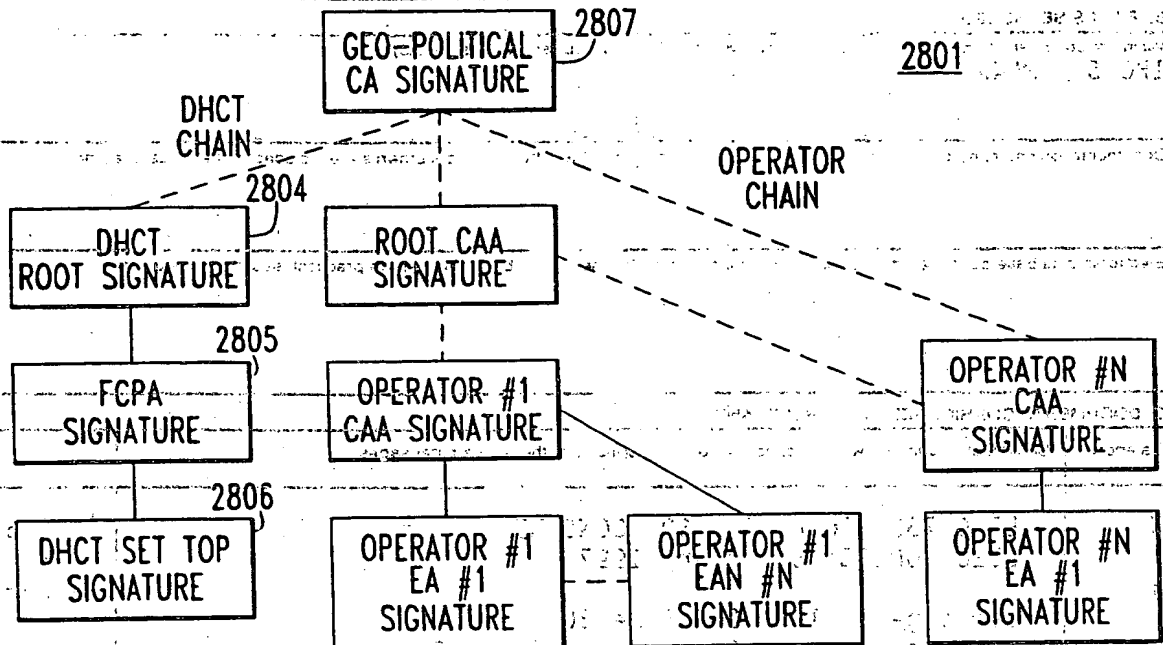 GEO-POLITICAL
CA SIGNATURE
2807
2801
DHCT
CHAIN
OPERATOR
CHAIN
2804
DHCT
ROOT SIGNATURE
ROOT CAA
SIGNATURE
2805
FCPA
SIGNATURE
OPERATOR #1
CAA SIGNATURE
OPERATOR #N
CAA
SIGNATURE
2806
DHCT SET TOP
SIGNATURE
OPERATOR #1
EA #1
SIGNATURE
OPERATOR #1
EAN #N
SIGNATURE
OPERATOR #N
EA #1
SIGNATURE